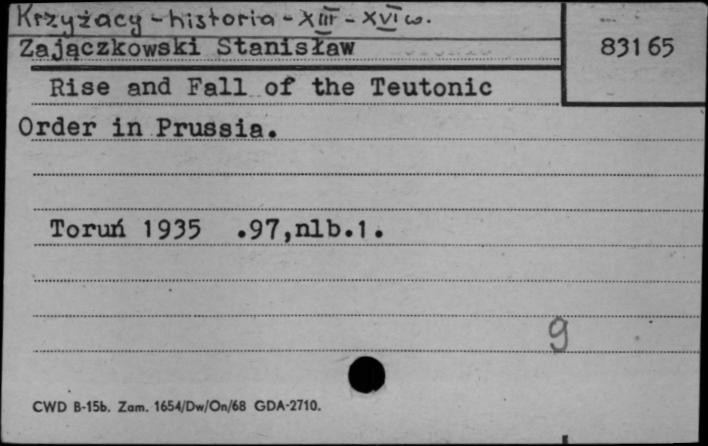 Krzyżacy - historia - XIII - XVI w.
Zajączkowski Stanisław
83165
Rise and Fall of the Teutonic
Order in Prussia.
Toruń 1935 .97,nlb.1.
9
CWD B-15b. Zam. 1654/Dw/On/68 GDA-2710.